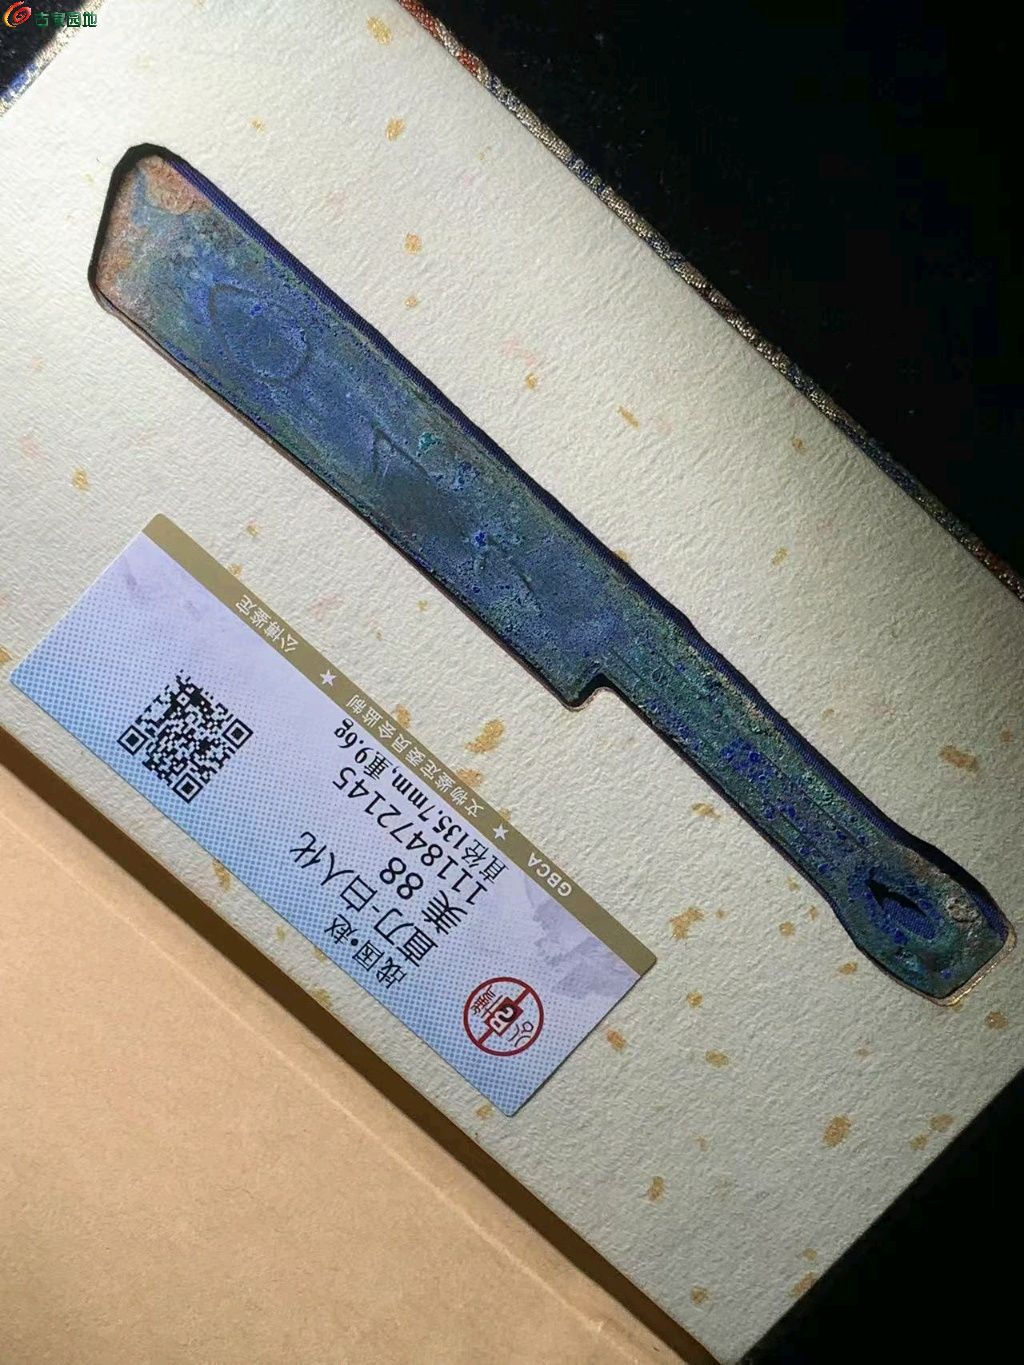 古泉园地
公博鉴定 ★ 文物鉴定委员会监制 ★ GBCA
战国·赵
直刀-白人化
美 88
1118472145
直径135.7mm,重9.6g